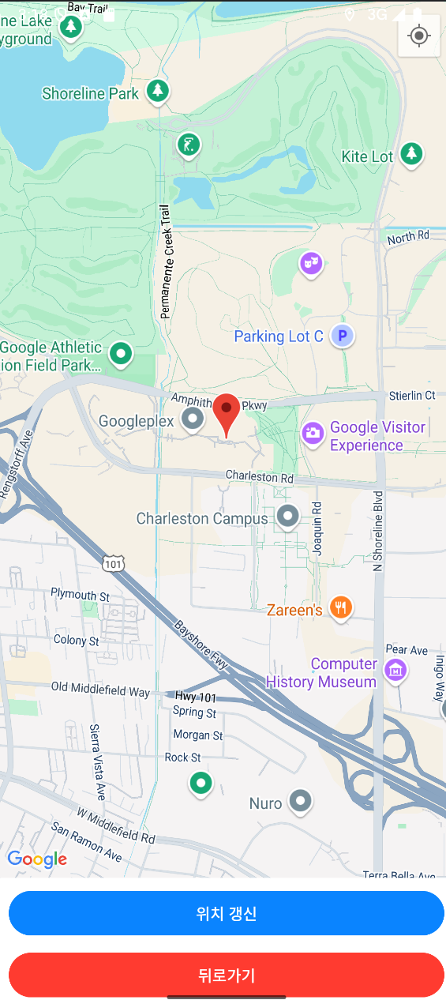 Bay Trail
ne Lake
yground
3G
Shoreline Park
Kite Lot
Permanente Creek Trail
North Rd
Parking Lot C
P
Google Athletic
ion Field Park...
Amphith
Pkwy
Stierlin Ct
Googleplex
Google Visitor
Experience
Rengstorff Ave
Charleston Rd
Charleston Campus
Joaquin Rd
N Shoreline Blvd
101
Plymouth St
Zareen's
Bayshore Fwy
Colony St
Pear Ave
Computer
History Museum
Inigo Way
Old Middlefield Way
Hwy 101
Spring St
Sierra Vista Ave
Morgan St
Rock St
Nuro
W Middlefield Rd
San Ramon Ave
Google
Terra Bella Ave
위치 갱신
뒤로가기